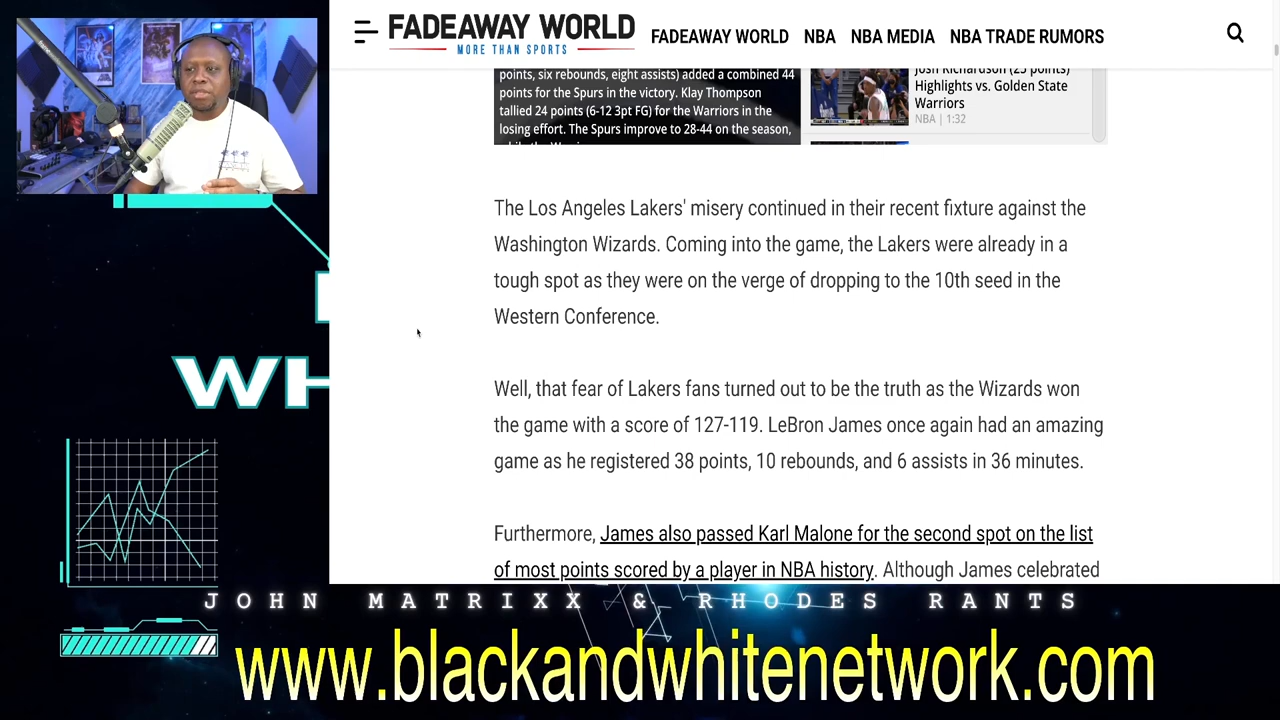 FADEAWAY WORLD
MORE THAN SPORTS
FADEAWAY WORLD NBA NBA MEDIA NBA TRADE RUMORS
points, six rebounds, eight assists) added a combined 44
points for the Spurs in the victory. Klay Thompson
tallied 24 points (6-12 3pt FG) for the Warriors in the
losing effort. The Spurs improve to 28-44 on the season,
Josh Richardson (25 points)
Highlights vs. Golden State
Warriors
NBA | 1:32
The Los Angeles Lakers' misery continued in their recent fixture against the
Washington Wizards. Coming into the game, the Lakers were already in a
tough spot as they were on the verge of dropping to the 10th seed in the
Western Conference.
Well, that fear of Lakers fans turned out to be the truth as the Wizards won
the game with a score of 127-119. LeBron James once again had an amazing
game as he registered 38 points, 10 rebounds, and 6 assists in 36 minutes.
Furthermore, James also passed Karl Malone for the second spot on the list
of most points scored by a player in NBA history. Although James celebrated
WH
JOHN MATRIXX & RHODES RANTS
www.blackandwhitenetwork.com